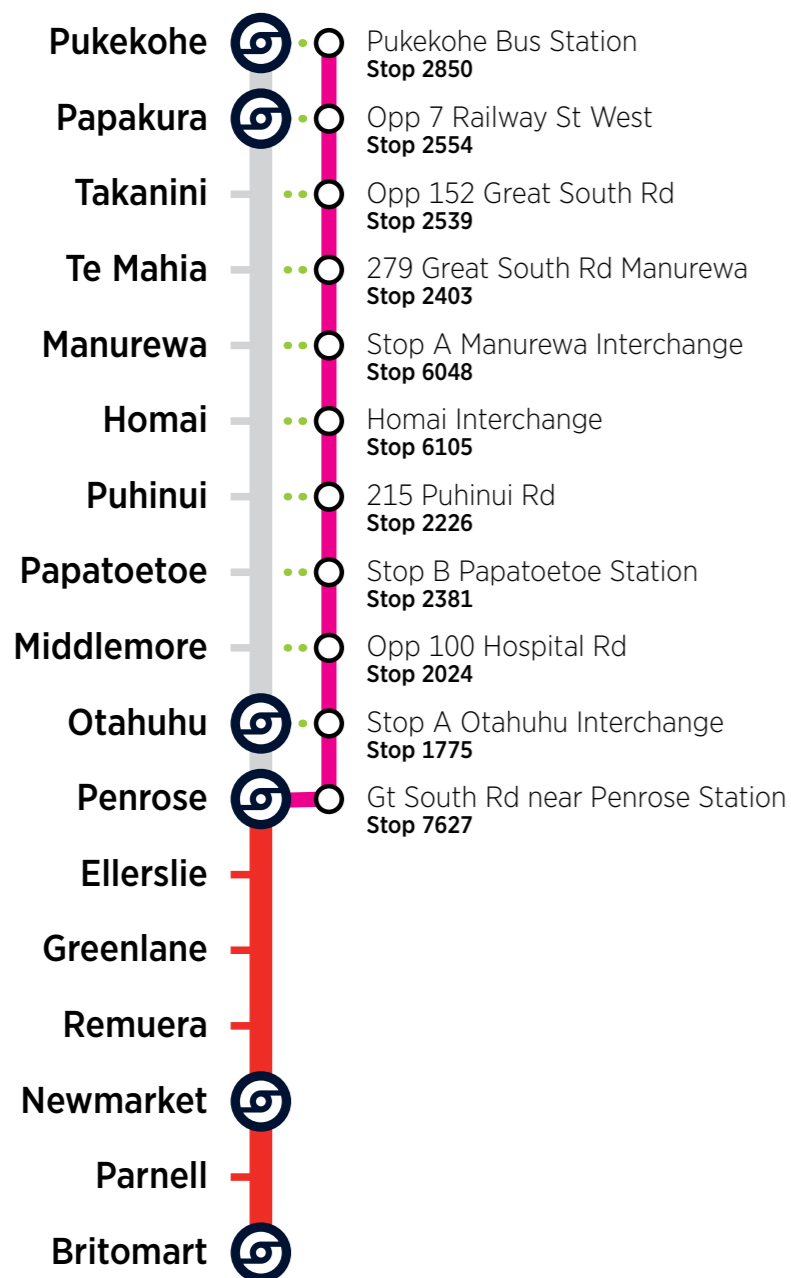 Pukekohe
Pukekohe Bus Station
Stop 2850
Papakura
Opp 7 Railway St West
Stop 2554
Takanini
Opp 152 Great South Rd
Stop 2539
Te Mahia
279 Great South Rd Manurewa
Stop 2403
Manurewa
Stop A Manurewa Interchange
Stop 6048
Homai
Homai Interchange
Stop 6105
Puhinui
215 Puhinui Rd
Stop 2226
Papatoetoe
Stop B Papatoetoe Station
Stop 2381
Middlemore
Opp 100 Hospital Rd
Stop 2024
Otahuhu
Stop A Otahuhu Interchange
Stop 1775
Penrose
Gt South Rd near Penrose Station
Stop 7627
Ellerslie
Greenlane
Remuera
Newmarket
Parnell
Britomart